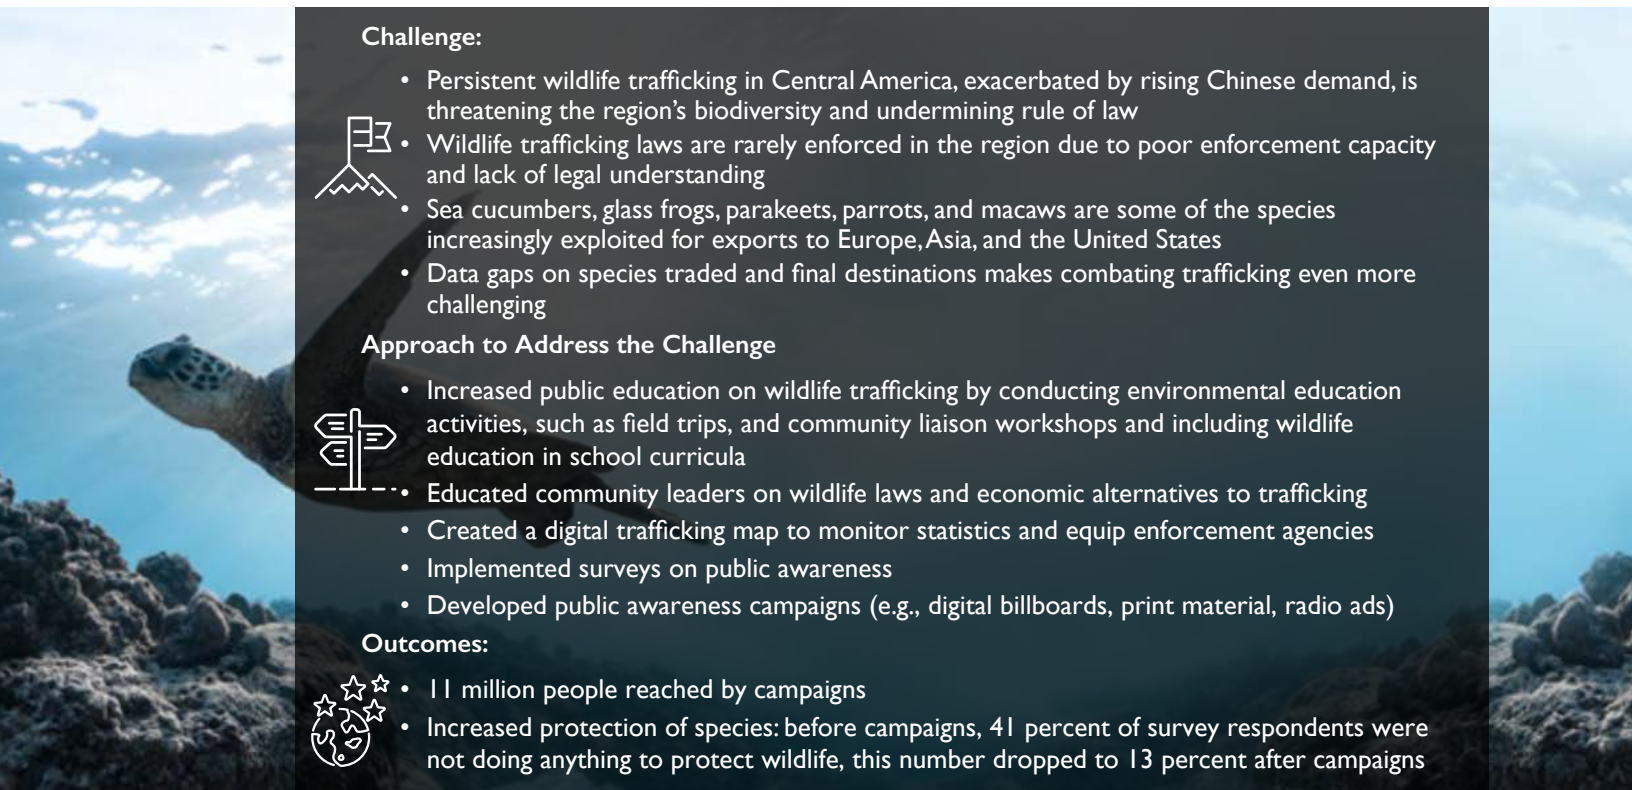 Challenge:
• Persistent wildlife trafficking in Central America, exacerbated by rising Chinese demand, is
threatening the region's biodiversity and undermining rule of law
• Wildlife trafficking laws are rarely enforced in the region due to poor enforcement capacity
and lack of legal understanding
• Sea cucumbers, glass frogs, parakeets, parrots, and macaws are some of the species
increasingly exploited for exports to Europe, Asia, and the United States
• Data gaps on species traded and final destinations makes combating trafficking even more
challenging
Approach to Address the Challenge
• Increased public education on wildlife trafficking by conducting environmental education
activities, such as field trips, and community liaison workshops and including wildlife
education in school curricula
• Educated community leaders on wildlife laws and economic alternatives to trafficking
• Created a digital trafficking map to monitor statistics and equip enforcement agencies
• Implemented surveys on public awareness
• Developed public awareness campaigns (e.g., digital billboards, print material, radio ads)
Outcomes:
• 11 million people reached by campaigns
• Increased protection of species: before campaigns, 41 percent of survey respondents were
not doing anything to protect wildlife, this number dropped to 13 percent after campaigns